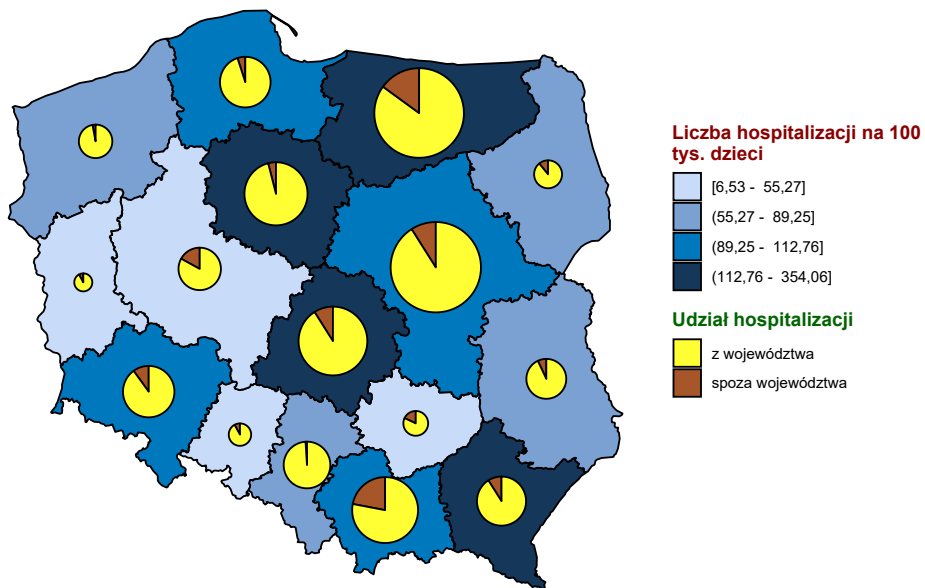 Liczba hospitalizacji na 100
tys. dzieci
[6,53 - 55,27]
(55,27 - 89,25]
(89,25 - 112,76]
(112,76 - 354,06]
Udział hospitalizacji
z województwa
spoza województwa